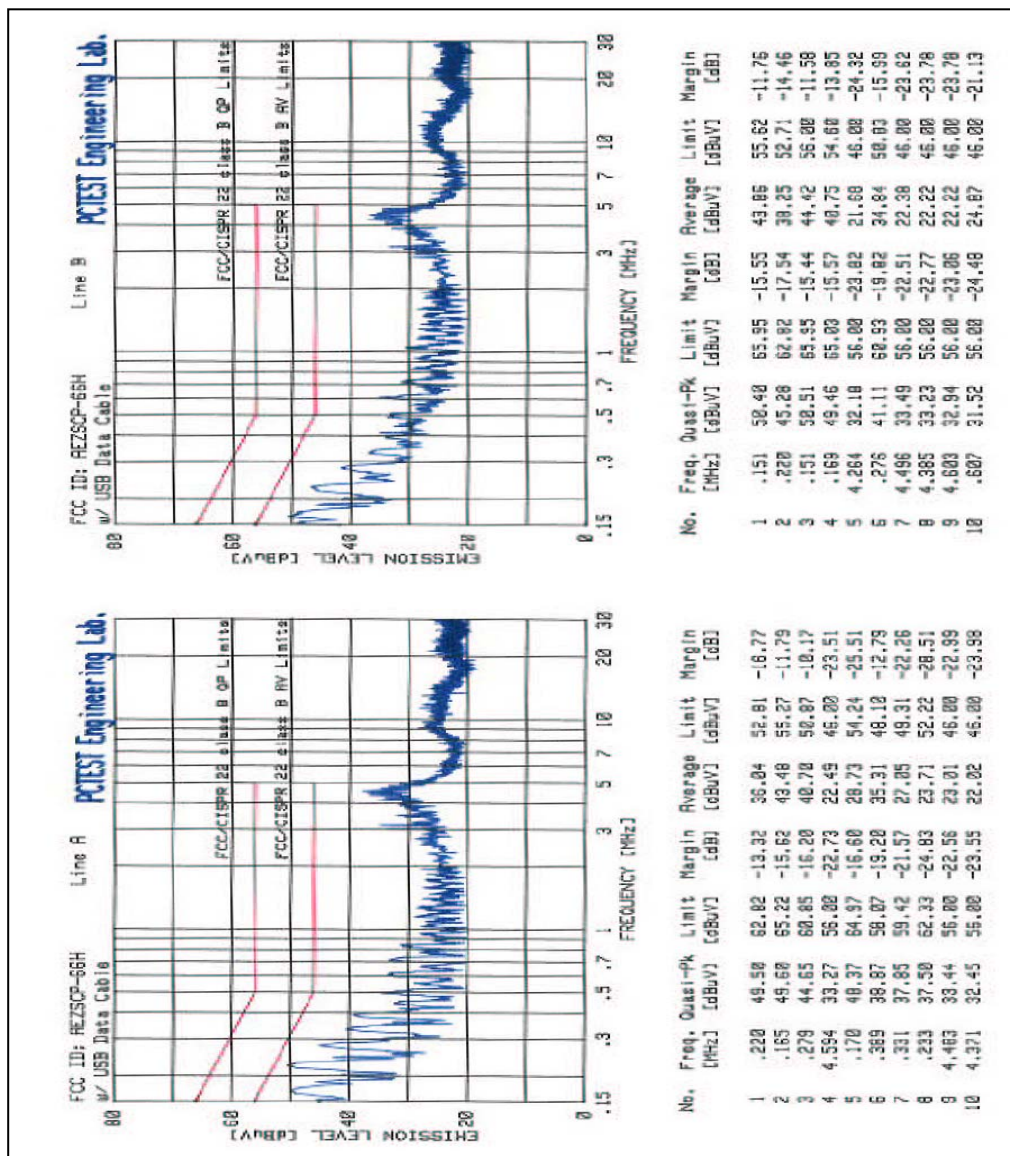 FCC ID: AEZSCP-66H Line A PCTEST Engineering Lab.
w/ USB Data Cable
80
FCC/CISPR 22 class B QP Limits
60
FCC/CISPR 22 class B AV Limits
40
20
0
EMISSION LEVEL [dBuV]
.15 .3 .5 .7 1 3 5 7 10 20 30
FREQUENCY [MHz]
No. Freq. Quasi-Pk Limit Margin Average Limit Margin
[MHz] [dBuV] [dBuV] [dB] [dBuV] [dBuV] [dB]
1 .220 49.50 62.82 -13.32 36.04 52.81 -16.77
2 .165 49.60 65.22 -15.62 43.48 55.27 -11.79
3 .279 44.65 60.85 -16.20 40.70 50.87 -10.17
4 4.594 33.27 56.00 -22.73 22.49 46.00 -23.51
5 .170 48.37 64.97 -16.60 28.73 54.24 -25.51
6 .389 38.87 58.07 -19.20 35.31 48.10 -12.79
7 .331 37.85 59.42 -21.57 27.05 49.31 -22.26
8 .233 37.50 62.33 -24.83 23.71 52.22 -28.51
9 4.483 33.44 56.00 -22.56 23.01 46.00 -22.99
10 4.371 32.45 56.00 -23.55 22.02 46.00 -23.98
FCC ID: AEZSCP-66H Line B PCTEST Engineering Lab.
w/ USB Data Cable
80
FCC/CISPR 22 class B QP Limits
60
FCC/CISPR 22 class B AV Limits
40
20
0
EMISSION LEVEL [dBuV]
.15 .3 .5 .7 1 3 5 7 10 20 30
FREQUENCY [MHz]
No. Freq. Quasi-Pk Limit Margin Average Limit Margin
[MHz] [dBuV] [dBuV] [dB] [dBuV] [dBuV] [dB]
1 .151 50.40 65.95 -15.55 43.86 55.62 -11.76
2 .220 45.28 62.82 -17.54 38.25 52.71 -14.46
3 .151 50.51 65.95 -15.44 44.42 56.00 -11.58
4 .169 49.46 65.03 -15.57 40.75 54.60 -13.85
5 4.264 32.18 56.00 -23.82 21.68 46.00 -24.32
6 .276 41.11 60.93 -19.82 34.84 50.83 -15.99
7 4.496 33.49 56.00 -22.51 22.38 46.00 -23.62
8 4.385 33.23 56.00 -22.77 22.22 46.00 -23.78
9 4.603 32.94 56.00 -23.06 22.22 46.00 -23.78
10 .607 31.52 56.00 -24.48 24.87 46.00 -21.13